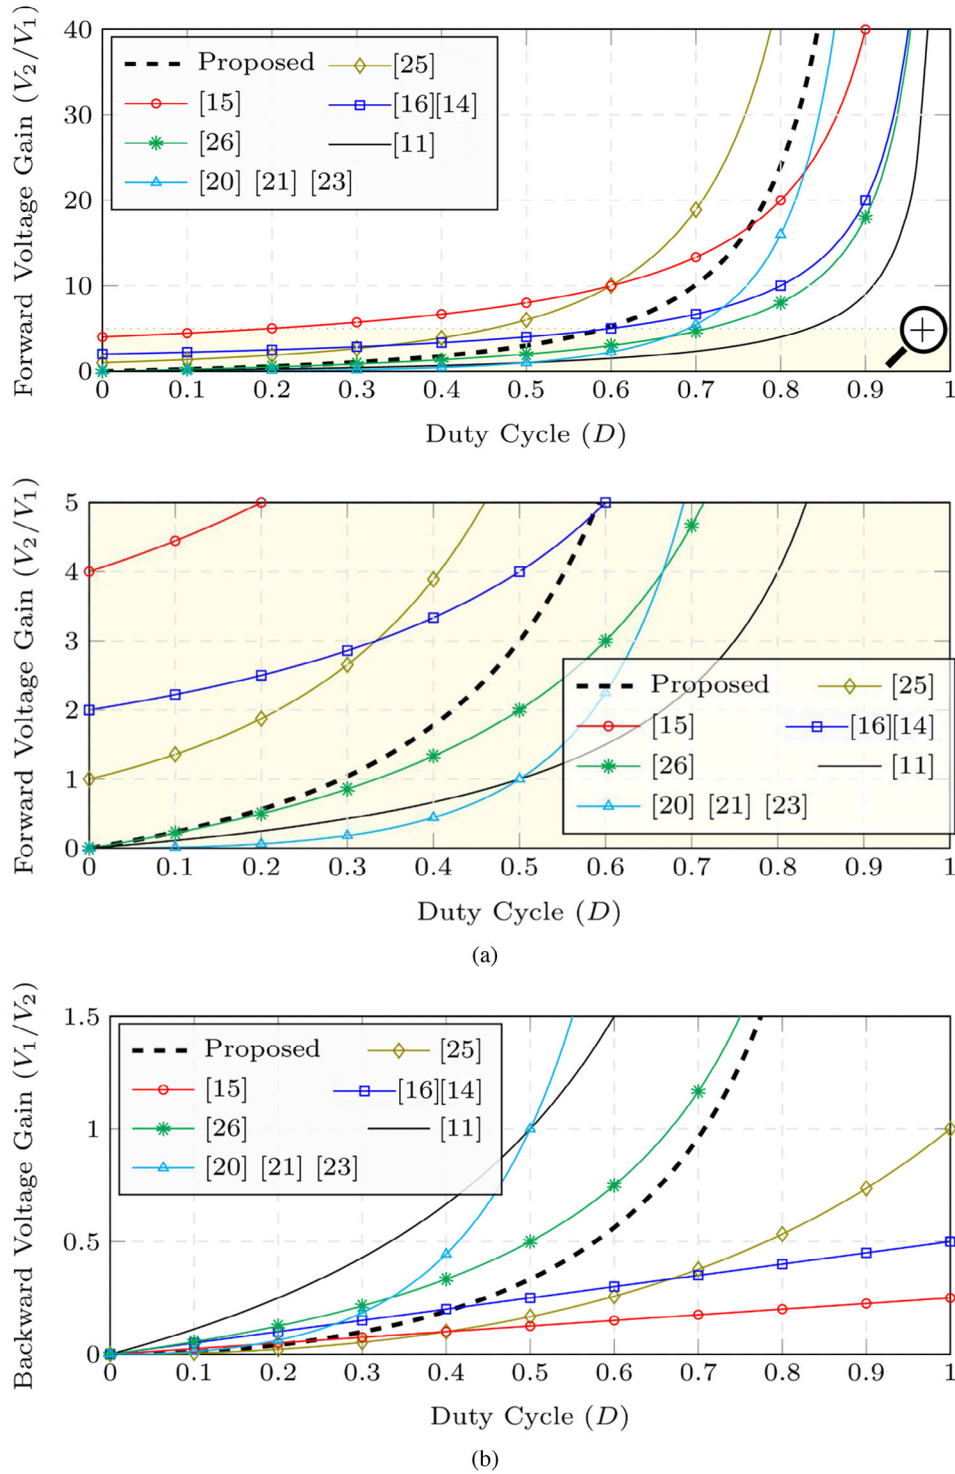 40
30
20
10
0
Forward Voltage Gain (V₂/V₁)
Proposed
[25]
[15]
[16][14]
[26]
[11]
[20] [21] [23]
0 0.1 0.2 0.3 0.4 0.5 0.6 0.7 0.8 0.9 1
Duty Cycle (D)
5
4
3
2
1
0
Forward Voltage Gain (V₂/V₁)
Proposed
[25]
[15]
[16][14]
[26]
[11]
[20] [21] [23]
0 0.1 0.2 0.3 0.4 0.5 0.6 0.7 0.8 0.9 1
Duty Cycle (D)
(a)
1.5
1
0.5
0
Backward Voltage Gain (V₁/V₂)
Proposed
[25]
[15]
[16][14]
[26]
[11]
[20] [21] [23]
0 0.1 0.2 0.3 0.4 0.5 0.6 0.7 0.8 0.9 1
Duty Cycle (D)
(b)